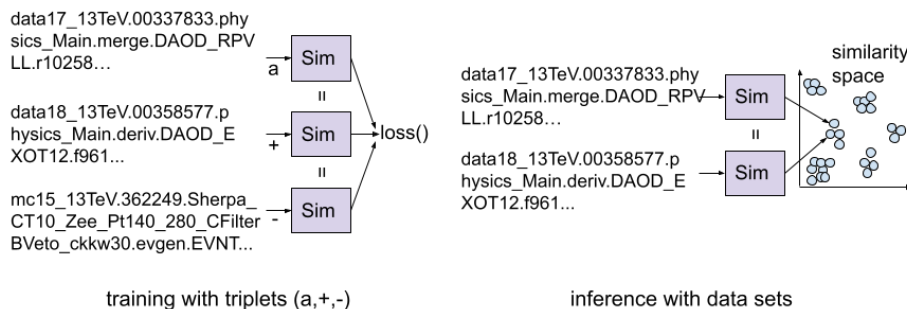 data17_13TeV.00337833.phy
sics_Main.merge.DAOD_RPV
LL.r10258...
a
Sim
=
data18_13TeV.00358577.p
hysics_Main.deriv.DAOD_E
XOT12.f961...
+
Sim
loss()
=
mc15_13TeV.362249.Sherpa_
CT10_Zee_Pt140_280_CFilter
BVeto_ckkw30.evgen.EVNT...
-
Sim
training with triplets (a,+,-)
similarity
space
data17_13TeV.00337833.phy
sics_Main.merge.DAOD_RPV
LL.r10258...
Sim
=
data18_13TeV.00358577.p
hysics_Main.deriv.DAOD_E
XOT12.f961...
Sim
inference with data sets